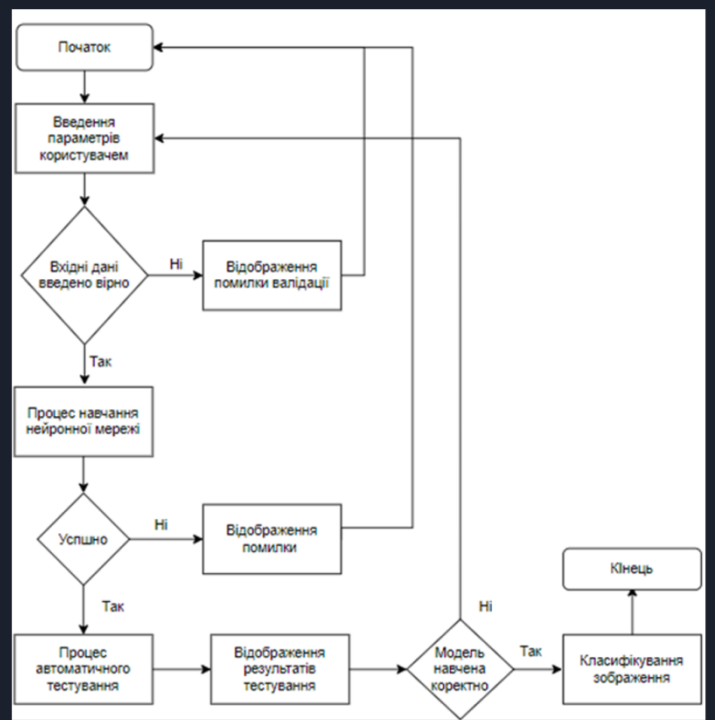 Початок
Введення
параметрів
користувачем
Вхідні дані
введено вірно
Ні
Відображення
помилки валідації
Так
Процес навчання
нейронної мережі
Успшно
Ні
Відображення
помилки
Так
Процес
автоматичного
тестування
Відображення
результатів
тестування
Модель
навчена
коректно
Ні
Так
Класифікування
зображення
КІнець